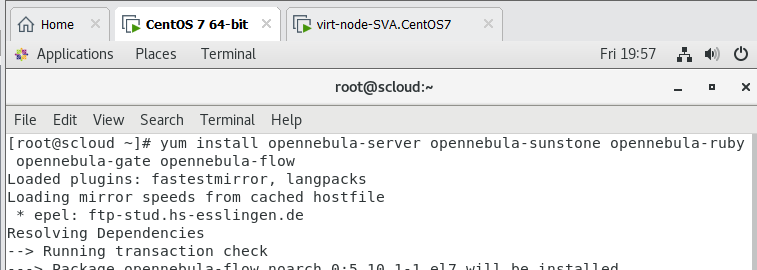 Home
CentOS 7 64-bit
virt-node-SVA.CentOS7
Applications Places Terminal Fri 19:57
root@scloud:~
File Edit View Search Terminal Help
[root@scloud ~]# yum install opennebula-server opennebula-sunstone opennebula-ruby
opennebula-gate opennebula-flow
Loaded plugins: fastestmirror, langpacks
Loading mirror speeds from cached hostfile
* epel: ftp-stud.hs-esslingen.de
Resolving Dependencies
--> Running transaction check
---> Package opennebula-flow.noarch 0:5.10.1-1.el7 will be installed